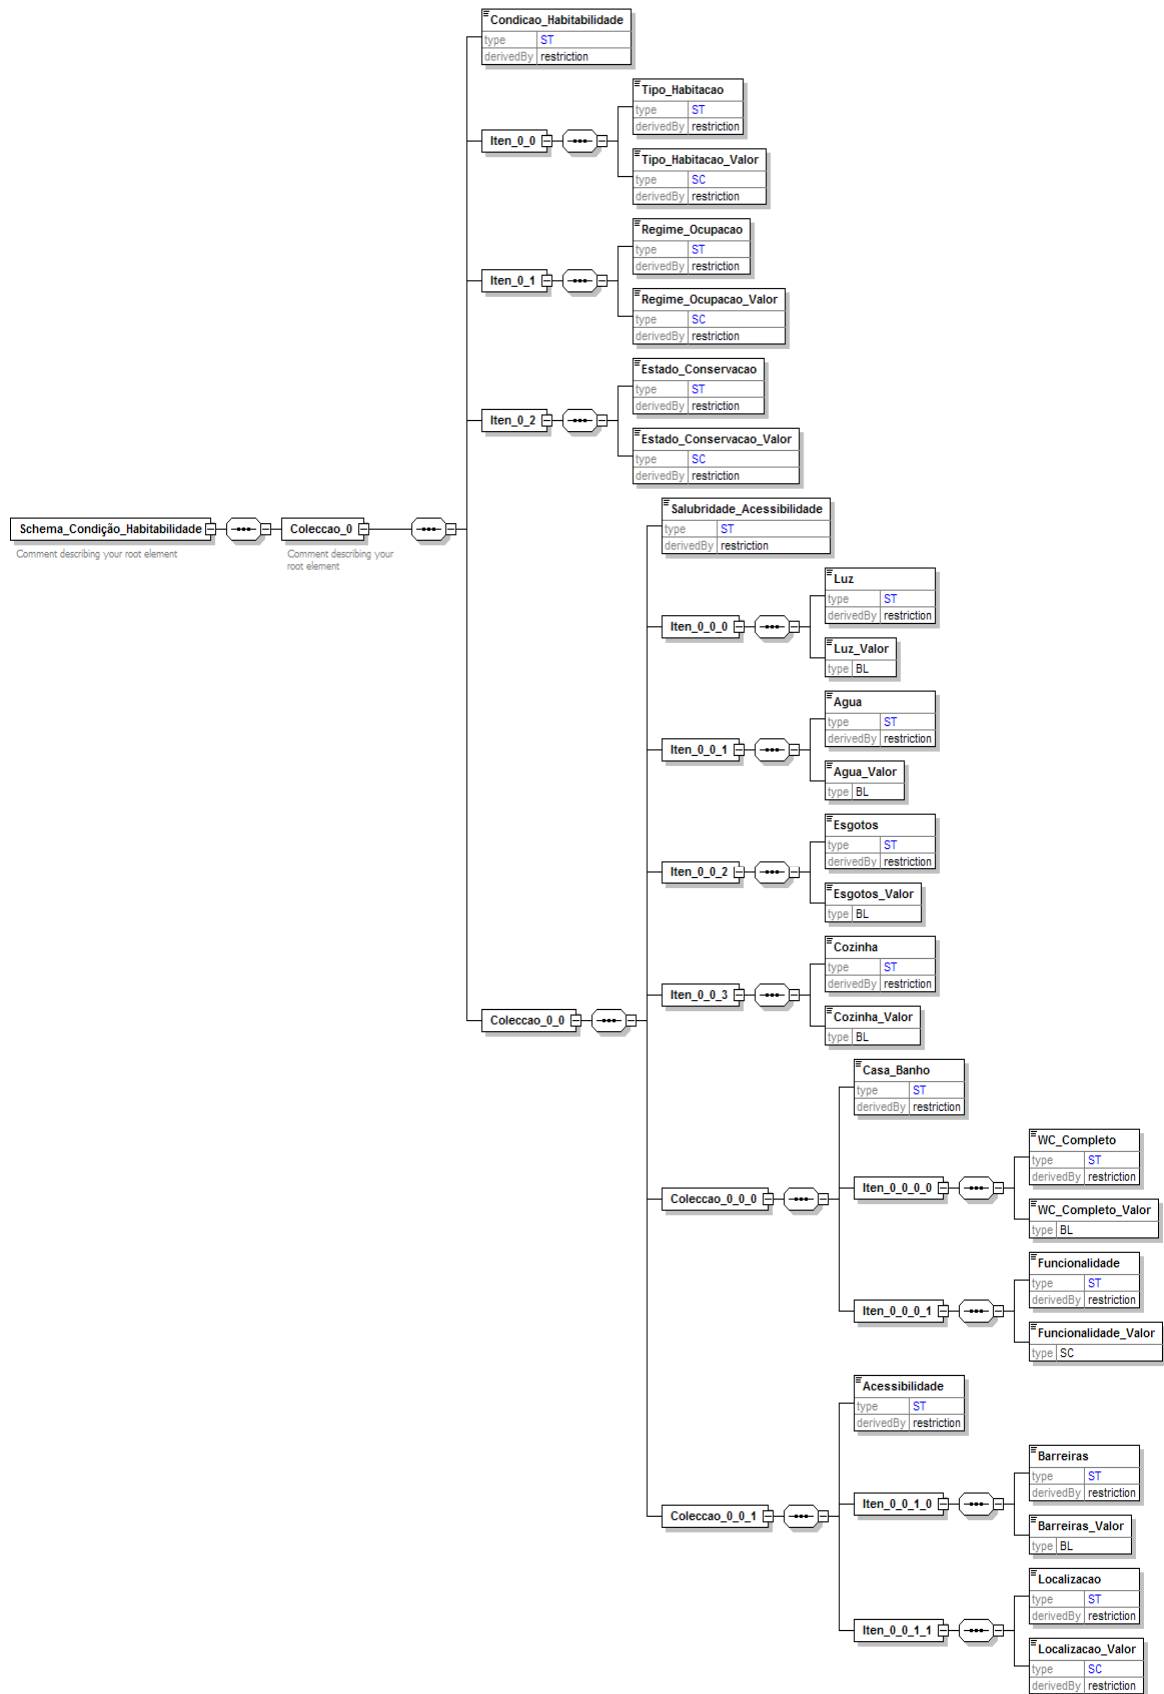 Condicao_Habitabilidade
type ST
derivedBy restriction
Tipo_Habitacao
type ST
derivedBy restriction
Iten_0_0
Tipo_Habitacao_Valor
type SC
derivedBy restriction
Regime_Ocupacao
type ST
derivedBy restriction
Iten_0_1
Regime_Ocupacao_Valor
type SC
derivedBy restriction
Estado_Conservacao
type ST
derivedBy restriction
Iten_0_2
Estado_Conservacao_Valor
type SC
derivedBy restriction
Schema_Condição_Habitabilidade
Comment describing your root element
Coleccao_0
Comment describing your
root element
Salubridade_Acessibilidade
type ST
derivedBy restriction
Luz
type ST
derivedBy restriction
Iten_0_0_0
Luz_Valor
type BL
Agua
type ST
derivedBy restriction
Iten_0_0_1
Agua_Valor
type BL
Esgotos
type ST
derivedBy restriction
Iten_0_0_2
Esgotos_Valor
type BL
Cozinha
type ST
derivedBy restriction
Iten_0_0_3
Cozinha_Valor
type BL
Coleccao_0_0
Casa_Banho
type ST
derivedBy restriction
WC_Completo
type ST
derivedBy restriction
Iten_0_0_0_0
WC_Completo_Valor
type BL
Coleccao_0_0_0
Funcionalidade
type ST
derivedBy restriction
Iten_0_0_0_1
Funcionalidade_Valor
type SC
Acessibilidade
type ST
derivedBy restriction
Barreiras
type ST
derivedBy restriction
Iten_0_0_1_0
Barreiras_Valor
type BL
Coleccao_0_0_1
Localizacao
type ST
derivedBy restriction
Iten_0_0_1_1
Localizacao_Valor
type SC
derivedBy restriction